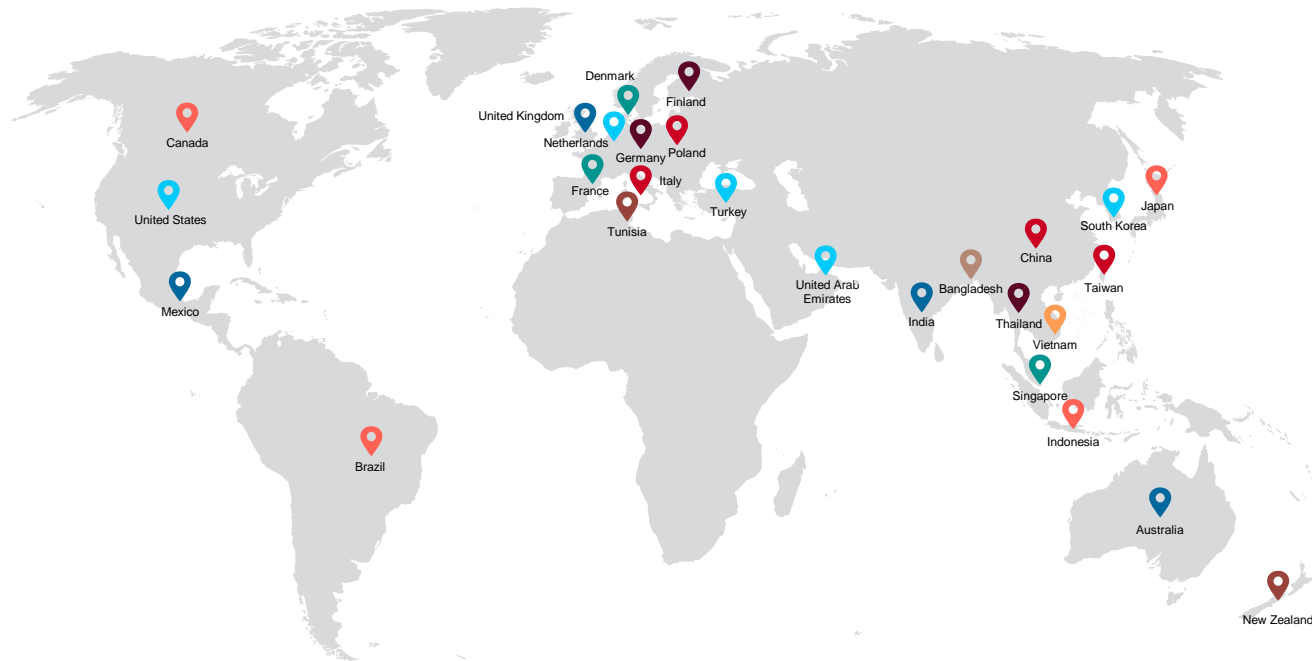 Denmark
Finland
United Kingdom
Canada
Netherlands
Poland
Germany
France
Italy
United States
Turkey
Tunisia
Japan
South Korea
China
United Arab
Emirates
Bangladesh
Taiwan
Mexico
India
Thailand
Vietnam
Singapore
Indonesia
Brazil
Australia
New Zealand